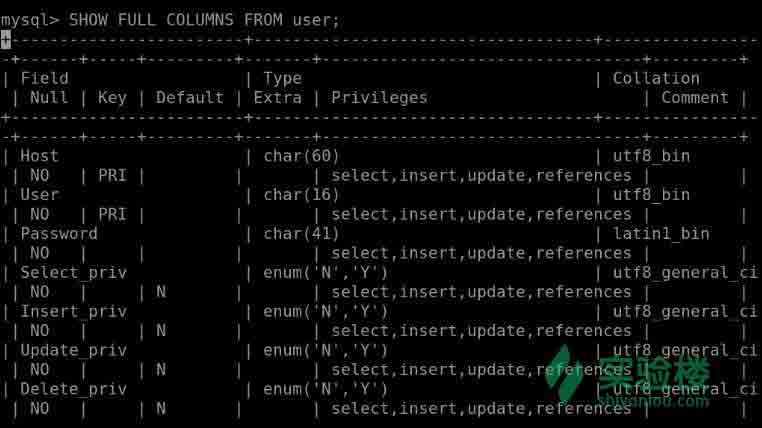 mysql> SHOW FULL COLUMNS FROM user;
+------------------------+------------------------------------+----------------
-+------+-----+---------+-------+---------------------------------+---------+
| Field | Type | Collation
| Null | Key | Default | Extra | Privileges | Comment |
+------------------------+------------------------------------+----------------
-+------+-----+---------+-------+---------------------------------+---------+
| Host | char(60) | utf8_bin
| NO | PRI | | | select,insert,update,references | |
| User | char(16) | utf8_bin
| NO | PRI | | | select,insert,update,references | |
| Password | char(41) | latin1_bin
| NO | | | | select,insert,update,references | |
| Select_priv | enum('N','Y') | utf8_general_ci
| NO | | N | | select,insert,update,references | |
| Insert_priv | enum('N','Y') | utf8_general_ci
| NO | | N | | select,insert,update,references | |
| Update_priv | enum('N','Y') | utf8_general_ci
| NO | | N | | select,insert,update,references | |
| Delete_priv | enum('N','Y') | utf8_general_ci
| NO | | N | | select,insert,update,references | |
实验楼
shiyanlou.com